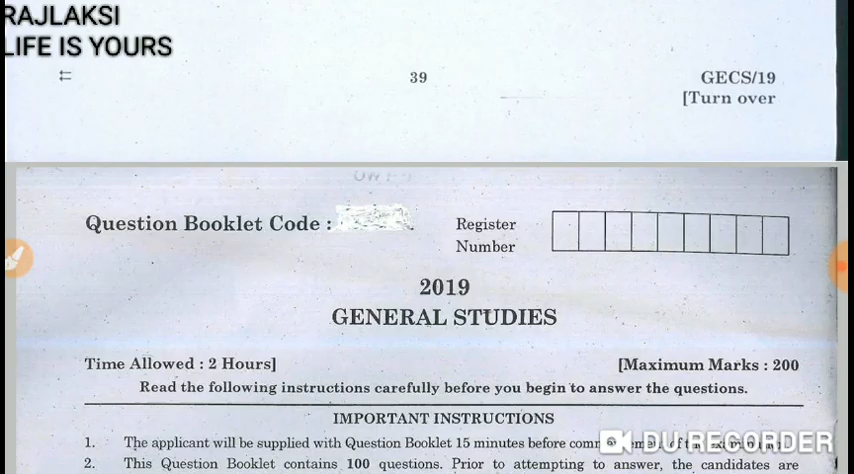 RAJLAKSI
LIFE IS YOURS
39
GECS/19
[Turn over
Question Booklet Code :
Register
Number
2019
GENERAL STUDIES
Time Allowed : 2 Hours]
[Maximum Marks : 200
Read the following instructions carefully before you begin to answer the questions.
IMPORTANT INSTRUCTIONS
1. The applicant will be supplied with Question Booklet 15 minutes before
DU RECORDER
2. This Question Booklet contains 100 questions. Prior to attempting to answer, the candidates are